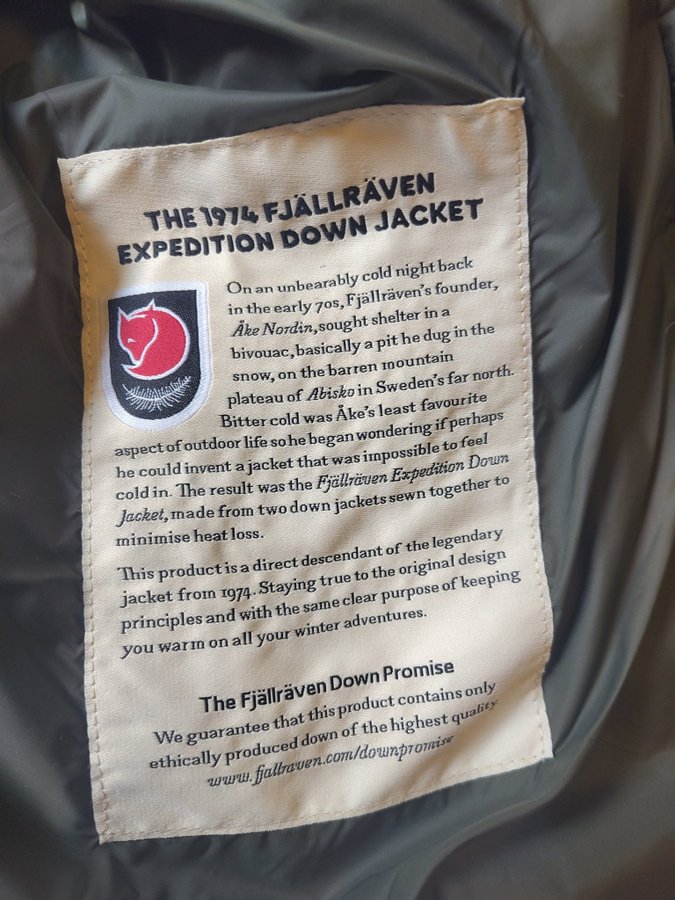 THE 1974 FJÄLLRÄVEN
EXPEDITION DOWN JACKET
On an unbearably cold night back
in the early 70s, Fjällräven's founder,
Åke Nordin, sought shelter in a
bivouac, basically a pit he dug in the
snow, on the barren mountain
plateau of Abisko in Sweden's far north.
Bitter cold was Åke's least favourite
aspect of outdoor life so he began wondering if perhaps
he could invent a jacket that was impossible to feel
cold in. The result was the Fjällräven Expedition Down
Jacket, made from two down jackets sewn together to
minimise heat loss.
This product is a direct descendant of the legendary
jacket from 1974. Staying true to the original design
principles and with the same clear purpose of keeping
you warm on all your winter adventures.
The Fjällräven Down Promise
We guarantee that this product contains only
ethically produced down of the highest quality
www.fjallraven.com/downpromise